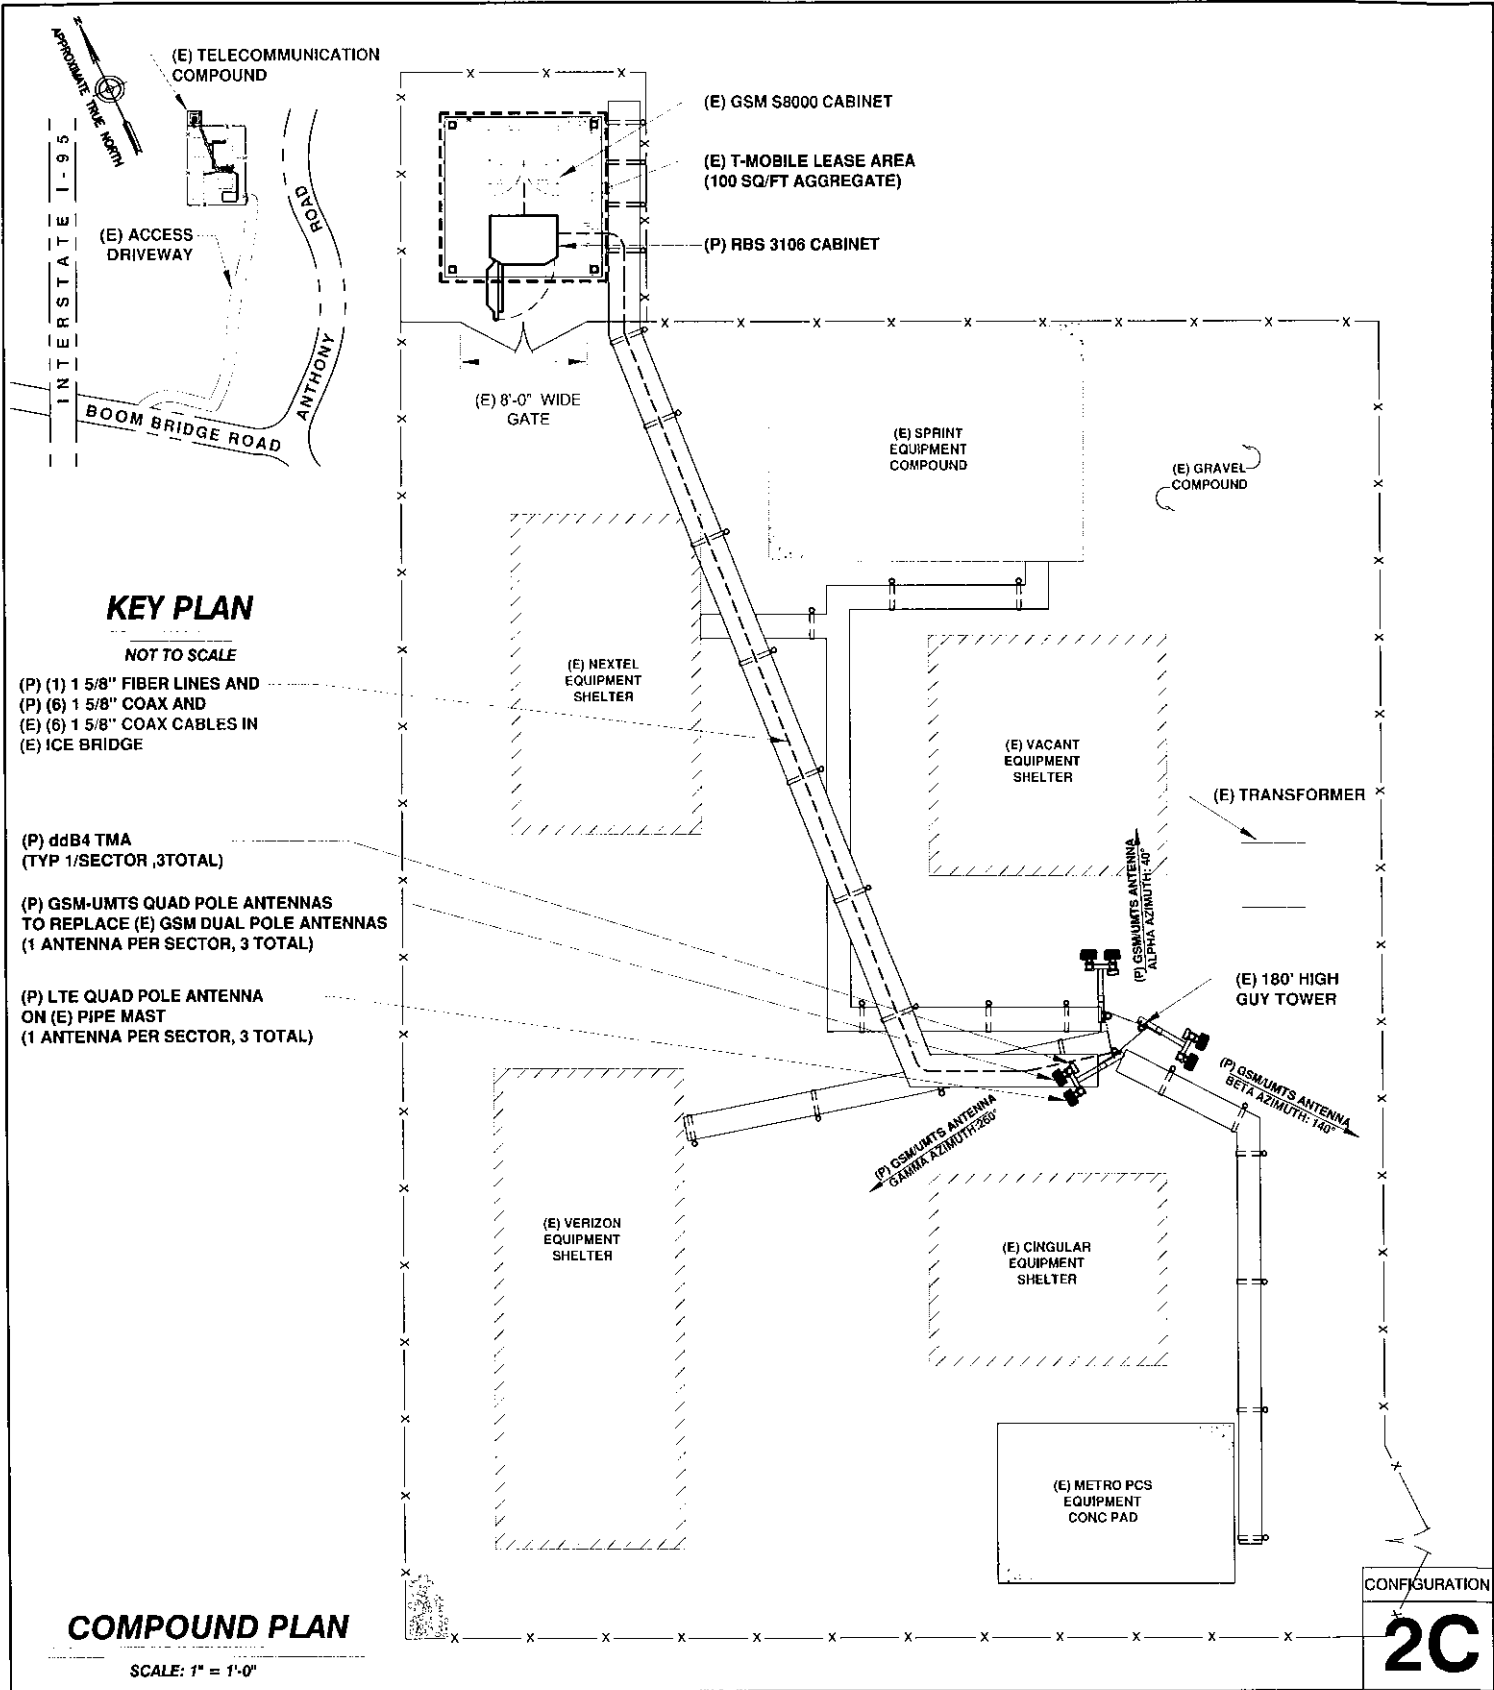 N
APPROXIMATE TRUE NORTH
(E) TELECOMMUNICATION
COMPOUND
INTERSTATE I-95
(E) ACCESS
DRIVEWAY
ROAD
ANTHONY
BOOM BRIDGE ROAD
KEY PLAN
NOT TO SCALE
(E) GSM S8000 CABINET
(E) T-MOBILE LEASE AREA
(100 SQ/FT AGGREGATE)
(P) RBS 3106 CABINET
(E) 8'-0" WIDE
GATE
(E) SPRINT
EQUIPMENT
COMPOUND
(E) GRAVEL
COMPOUND
(P) (1) 1 5/8" FIBER LINES AND
(P) (6) 1 5/8" COAX AND
(E) (6) 1 5/8" COAX CABLES IN
(E) ICE BRIDGE
(E) NEXTEL
EQUIPMENT
SHELTER
(E) VACANT
EQUIPMENT
SHELTER
(E) TRANSFORMER
(P) ddB4 TMA
(TYP 1/SECTOR ,3TOTAL)
(P) GSM-UMTS QUAD POLE ANTENNAS
TO REPLACE (E) GSM DUAL POLE ANTENNAS
(1 ANTENNA PER SECTOR, 3 TOTAL)
(P) LTE QUAD POLE ANTENNA
ON (E) PIPE MAST
(1 ANTENNA PER SECTOR, 3 TOTAL)
(P) GSM/UMTS ANTENNA
ALPHA AZIMUTH: 40°
(E) 180' HIGH
GUY TOWER
(P) GSM/UMTS ANTENNA
BETA AZIMUTH: 140°
(P) GSM/UMTS ANTENNA
GAMMA AZIMUTH:260°
(E) VERIZON
EQUIPMENT
SHELTER
(E) CINGULAR
EQUIPMENT
SHELTER
(E) METRO PCS
EQUIPMENT
CONC PAD
COMPOUND PLAN
SCALE: 1" = 1'-0"
CONFIGURATION
2C